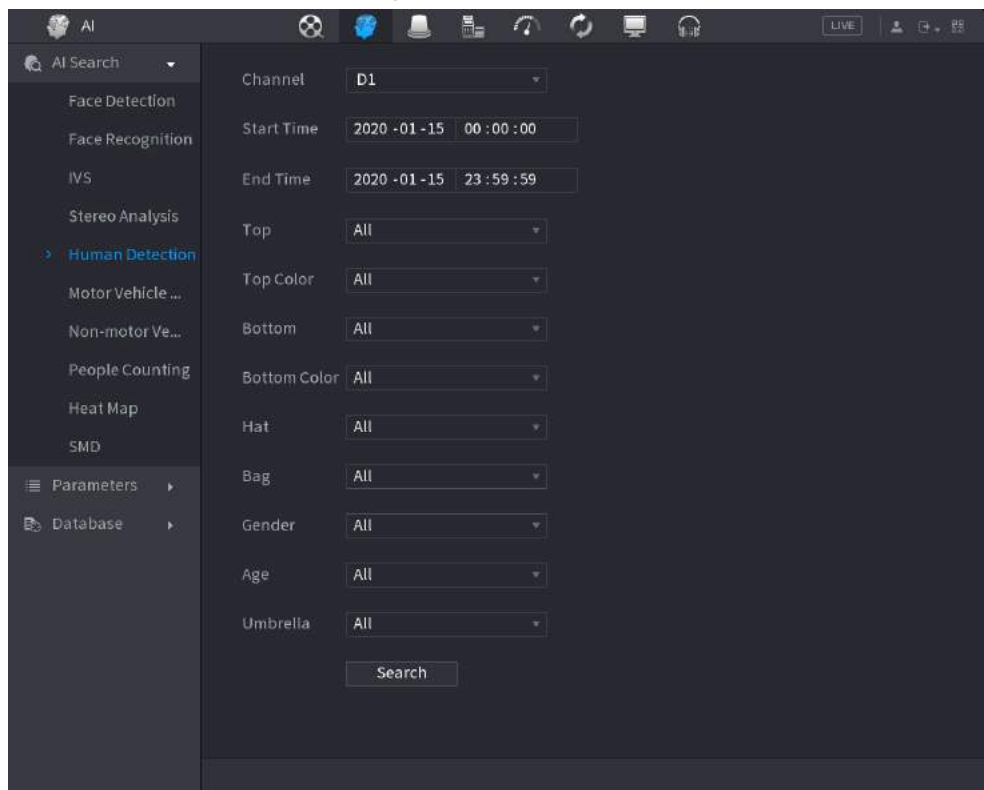 AI
LIVE
AI Search
Face Detection
Face Recognition
IVS
Stereo Analysis
Human Detection
Motor Vehicle ...
Non-motor Ve...
People Counting
Heat Map
SMD
Parameters
Database
Channel D1
Start Time 2020 -01 -15 00 :00 :00
End Time 2020 -01 -15 23 :59 :59
Top All
Top Color All
Bottom All
Bottom Color All
Hat All
Bag All
Gender All
Age All
Umbrella All
Search